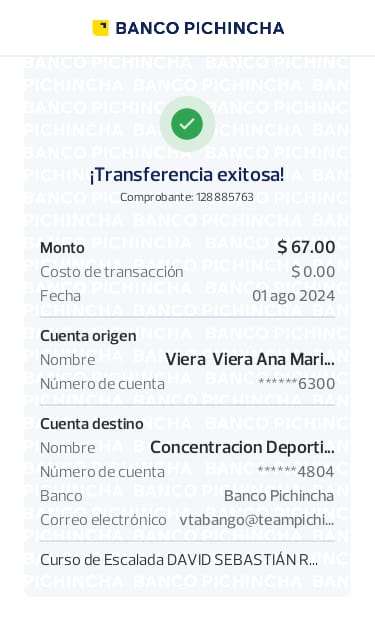 BANCO PICHINCHA
¡Transferencia exitosa!
Comprobante: 128885763
Monto $ 67.00
Costo de transacción $ 0.00
Fecha 01 ago 2024
Cuenta origen
Nombre Viera Viera Ana Mari...
Número de cuenta ******6300
Cuenta destino
Nombre Concentracion Deporti...
Número de cuenta ******4804
Banco Banco Pichincha
Correo electrónico vtabango@teampichi...
Curso de Escalada DAVID SEBASTIÁN R...